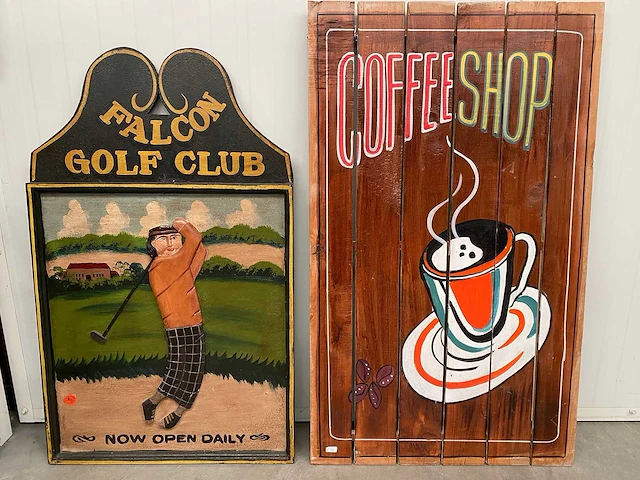 FALCON
GOLF CLUB
NOW OPEN DAILY
COFFEE SHOP